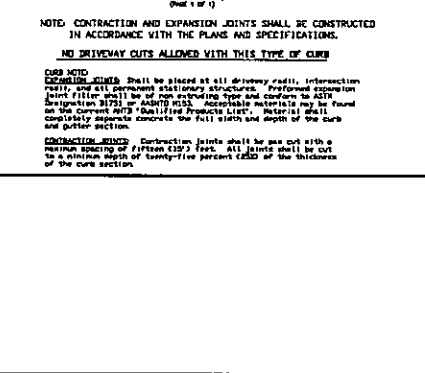 (PAGE 1 OF 1)
NOTE: CONTRACTION AND EXPANSION JOINTS SHALL BE CONSTRUCTED
IN ACCORDANCE WITH THE PLANS AND SPECIFICATIONS.
NO DRIVEWAY CUTS ALLOWED WITH THIS TYPE OF CURB
CURB NOTE:
EXPANSION JOINTS: Shall be placed at all driveway radii, intersection
radii, and all permanent stationary structures. Preformed expansion
joint filler shall be of non extruding type and conform to ASTM
Designation D1751 or AASHTO M153. Acceptable materials may be found
on the current "Qualified Products List". Material shall
completely separate concrete the full width and depth of the curb
and gutter section.
CONTRACTION JOINTS: Contraction joints shall be saw cut with a
maximum spacing of fifteen (15') feet. All joints shall be cut
to a minimum depth of twenty-five percent (25%) of the thickness
of the curb section.